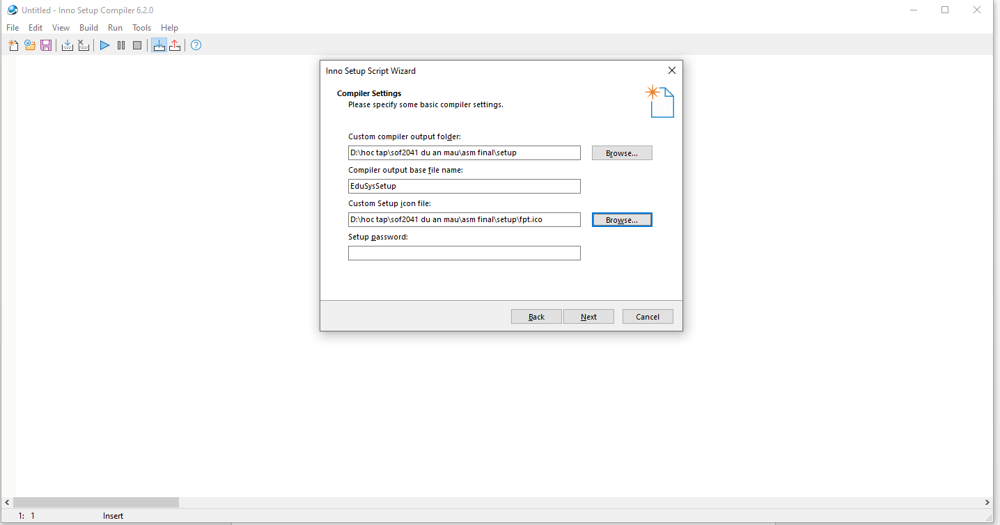 Untitled - Inno Setup Compiler 6.2.0
File Edit View Build Run Tools Help
Inno Setup Script Wizard
Compiler Settings
Please specify some basic compiler settings.
Custom compiler output folder:
D:\hoc tap\sof2041 du an mau\asm final\setup
Browse...
Compiler output base file name:
EduSysSetup
Custom Setup icon file:
D:\hoc tap\sof2041 du an mau\asm final\setup\fpt.ico
Browse...
Setup password:
Back Next Cancel
1: 1 Insert